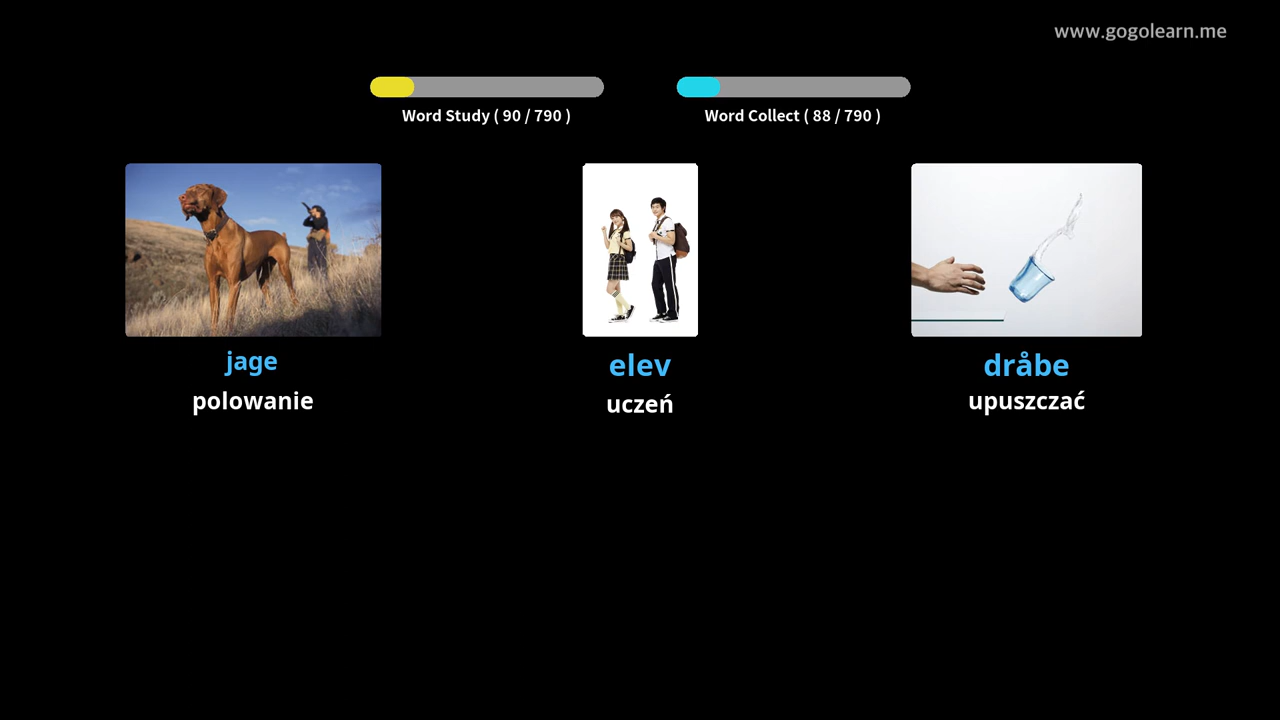 www.gogolearn.me
Word Study ( 90 / 790 )
Word Collect ( 88 / 790 )
jage
polowanie
elev
uczeń
dråbe
upuszczać